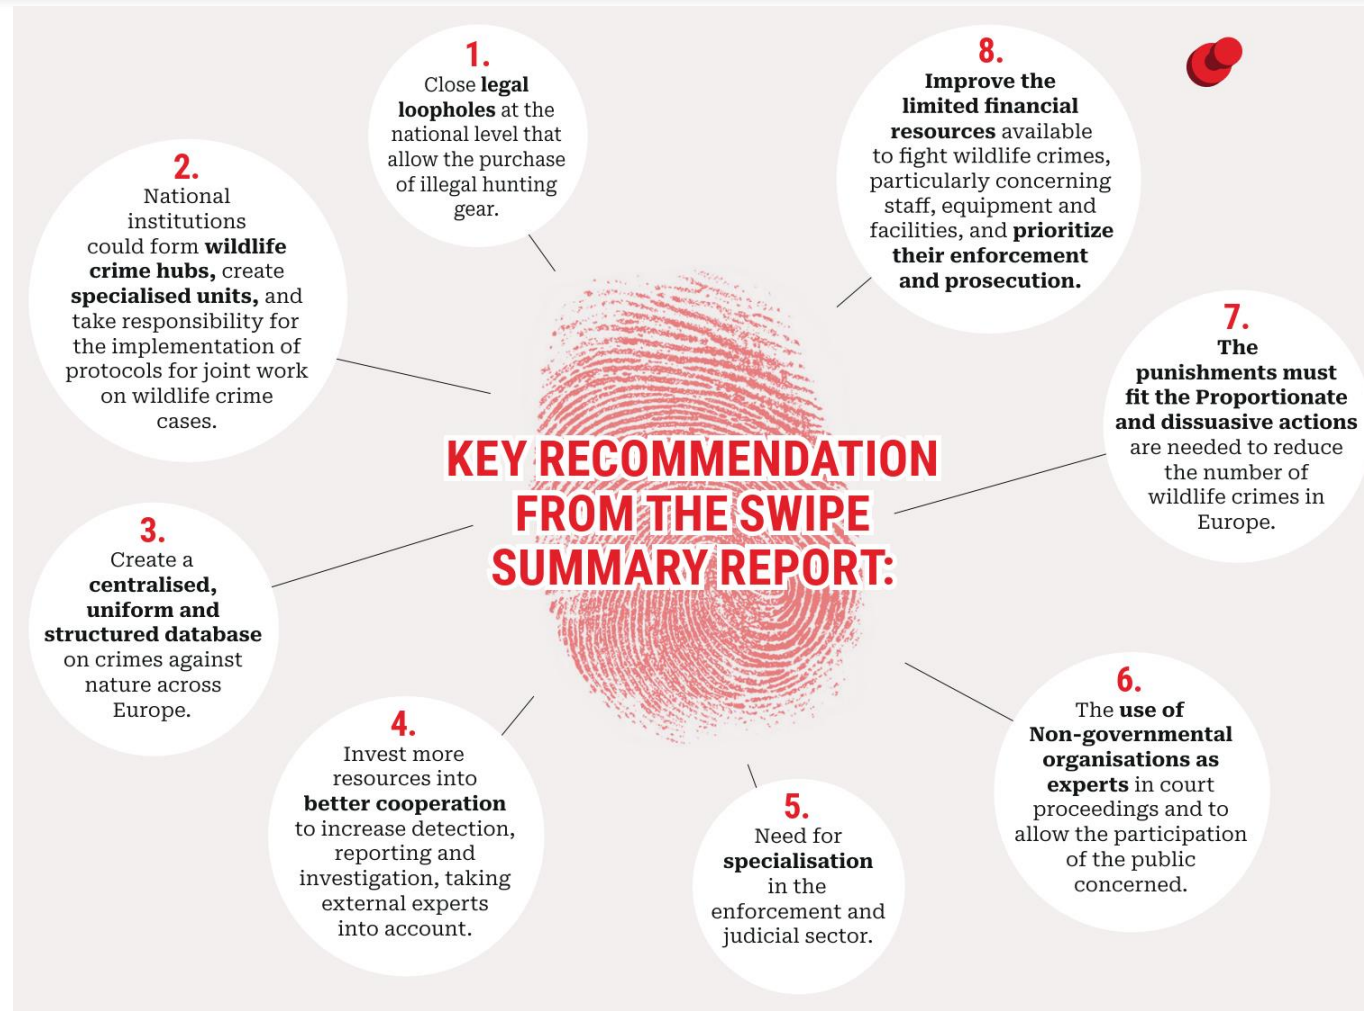 KEY RECOMMENDATION
FROM THE SWIPE
SUMMARY REPORT:
1.
Close legal
loopholes at the
national level that
allow the purchase
of illegal hunting
gear.
2.
National
institutions
could form wildlife
crime hubs, create
specialised units, and
take responsibility for
the implementation of
protocols for joint work
on wildlife crime
cases.
3.
Create a
centralised,
uniform and
structured database
on crimes against
nature across
Europe.
4.
Invest more
resources into
better cooperation
to increase detection,
reporting and
investigation, taking
external experts
into account.
5.
Need for
specialisation
in the
enforcement and
judicial sector.
6.
The use of
Non-governmental
organisations as
experts in court
proceedings and to
allow the participation
of the public
concerned.
7.
The
punishments must
fit the Proportionate
and dissuasive actions
are needed to reduce
the number of
wildlife crimes in
Europe.
8.
Improve the
limited financial
resources available
to fight wildlife crimes,
particularly concerning
staff, equipment and
facilities, and prioritize
their enforcement
and prosecution.